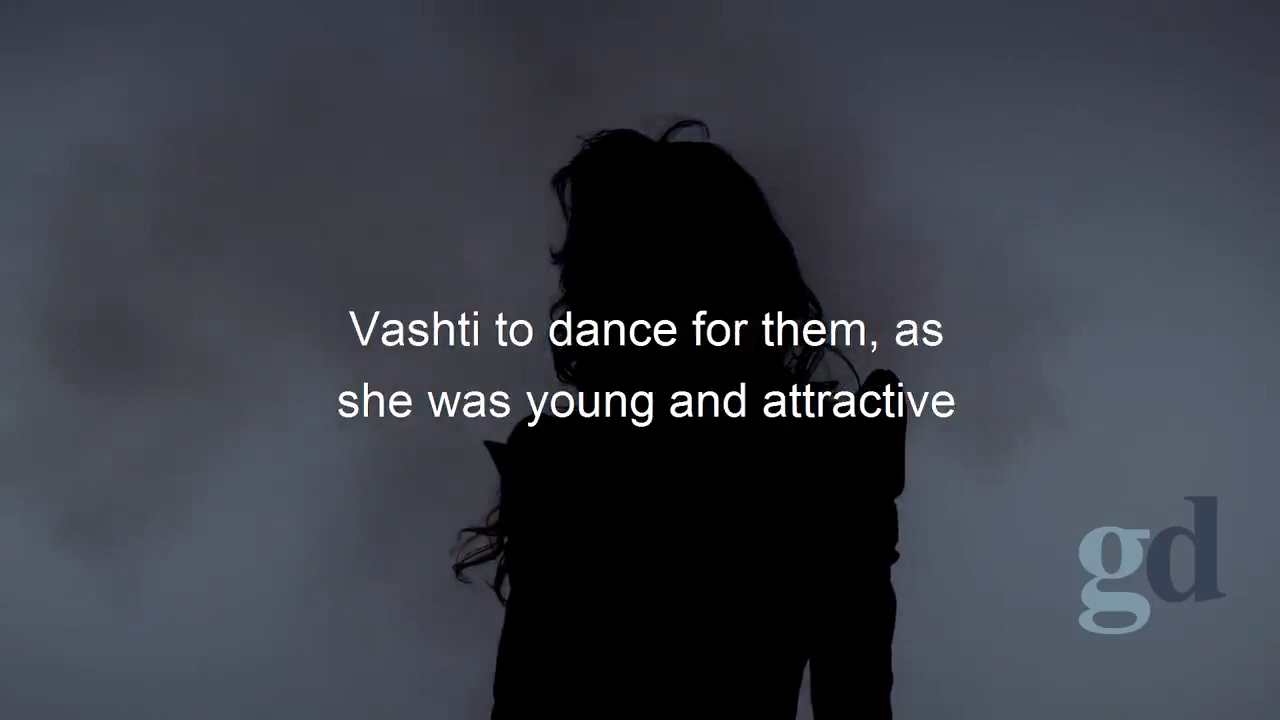 Vashti to dance for them, as
she was young and attractive
gd